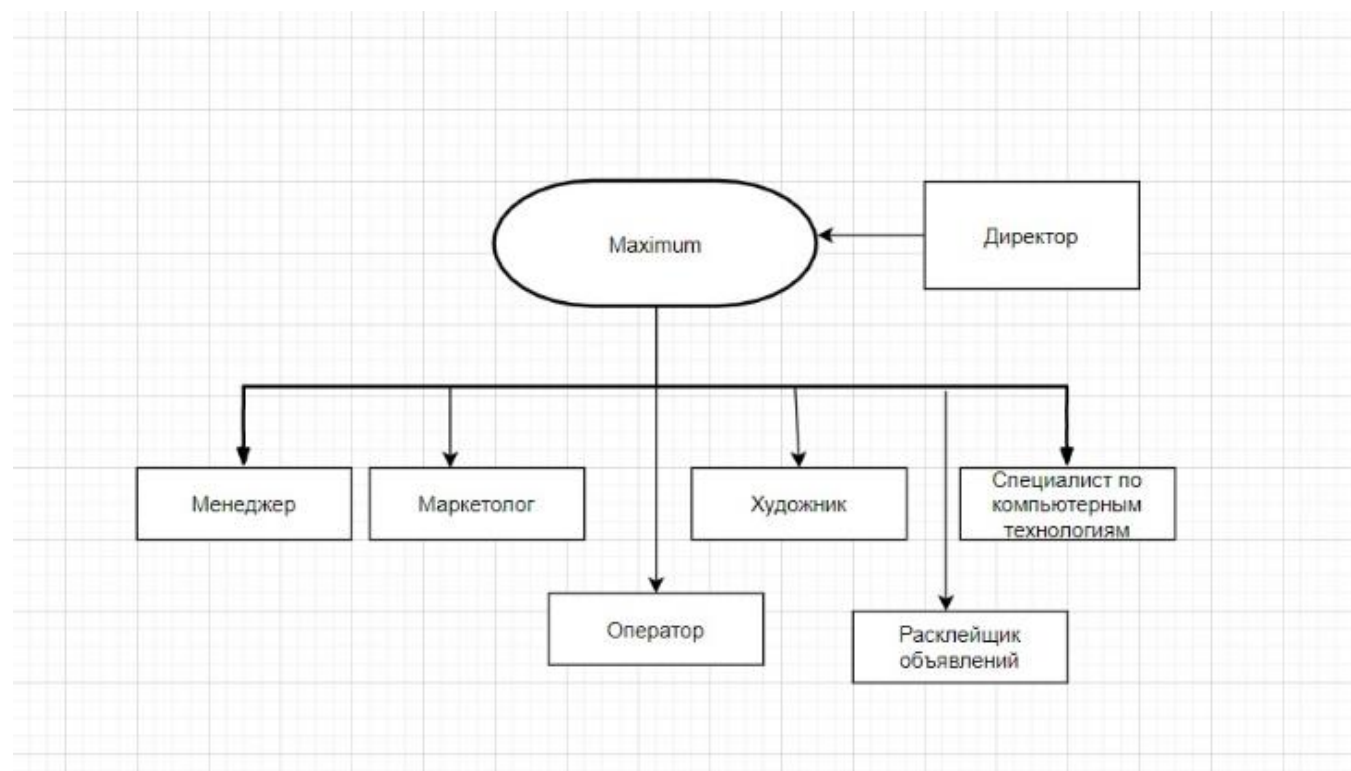 Maximum
Директор
Менеджер
Маркетолог
Художник
Специалист по
компьютерным
технологиям
Оператор
Расклейщик
объявлений